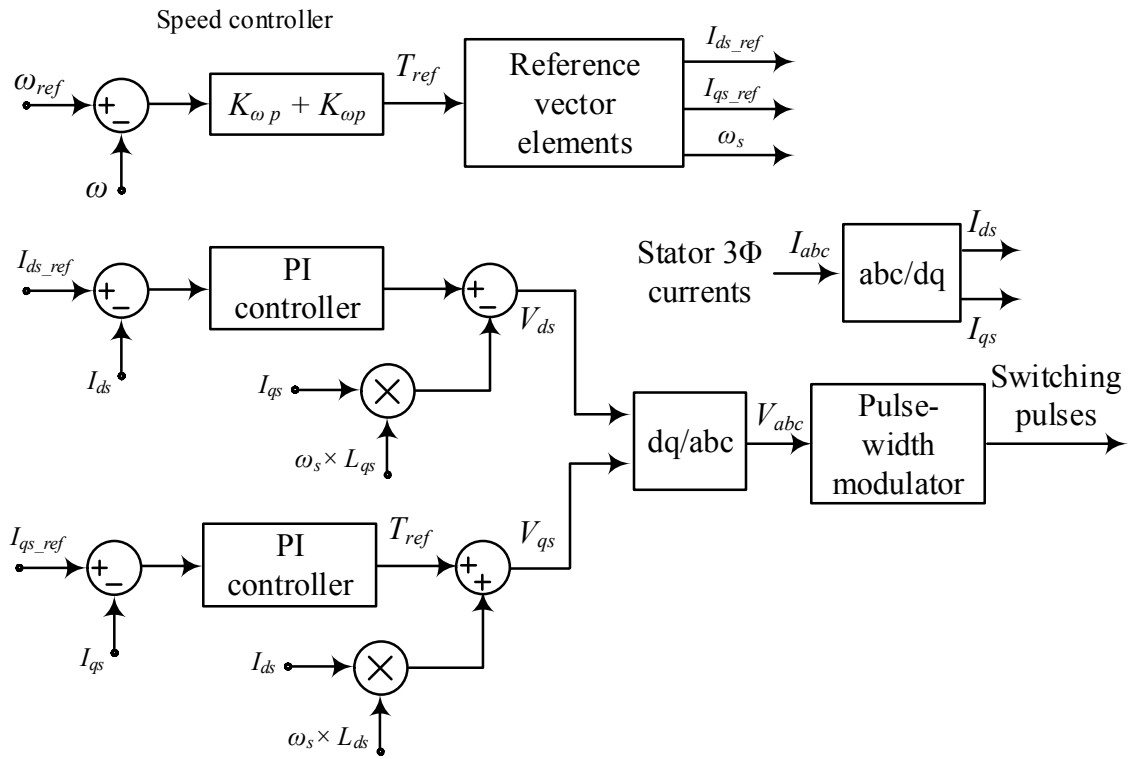 Speed controller
ω_ref
+
−
ω
K_ω p + K_ωp
T_ref
Reference
vector
elements
I_ds_ref
I_qs_ref
ω_s
I_ds_ref
+
−
I_ds
PI
controller
+
−
V_ds
I_qs
×
ω_s × L_qs
Stator 3Φ
currents
I_abc
abc/dq
I_ds
I_qs
dq/abc
V_abc
Pulse-
width
modulator
Switching
pulses
I_qs_ref
+
−
I_qs
PI
controller
T_ref
+
+
V_qs
I_ds
×
ω_s × L_ds